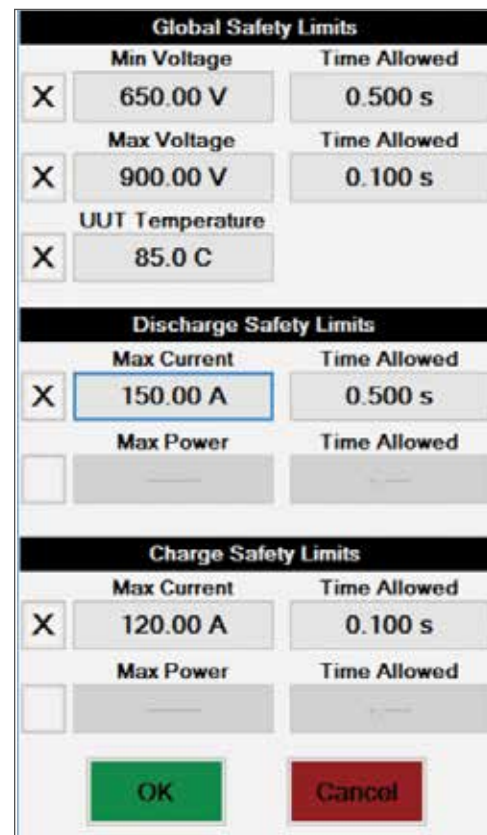 Global Safety Limits
Min Voltage Time Allowed
X 650.00 V 0.500 s
Max Voltage Time Allowed
X 900.00 V 0.100 s
UUT Temperature
X 85.0 C
Discharge Safety Limits
Max Current Time Allowed
X 150.00 A 0.500 s
Max Power Time Allowed
Charge Safety Limits
Max Current Time Allowed
X 120.00 A 0.100 s
Max Power Time Allowed
OK Cancel